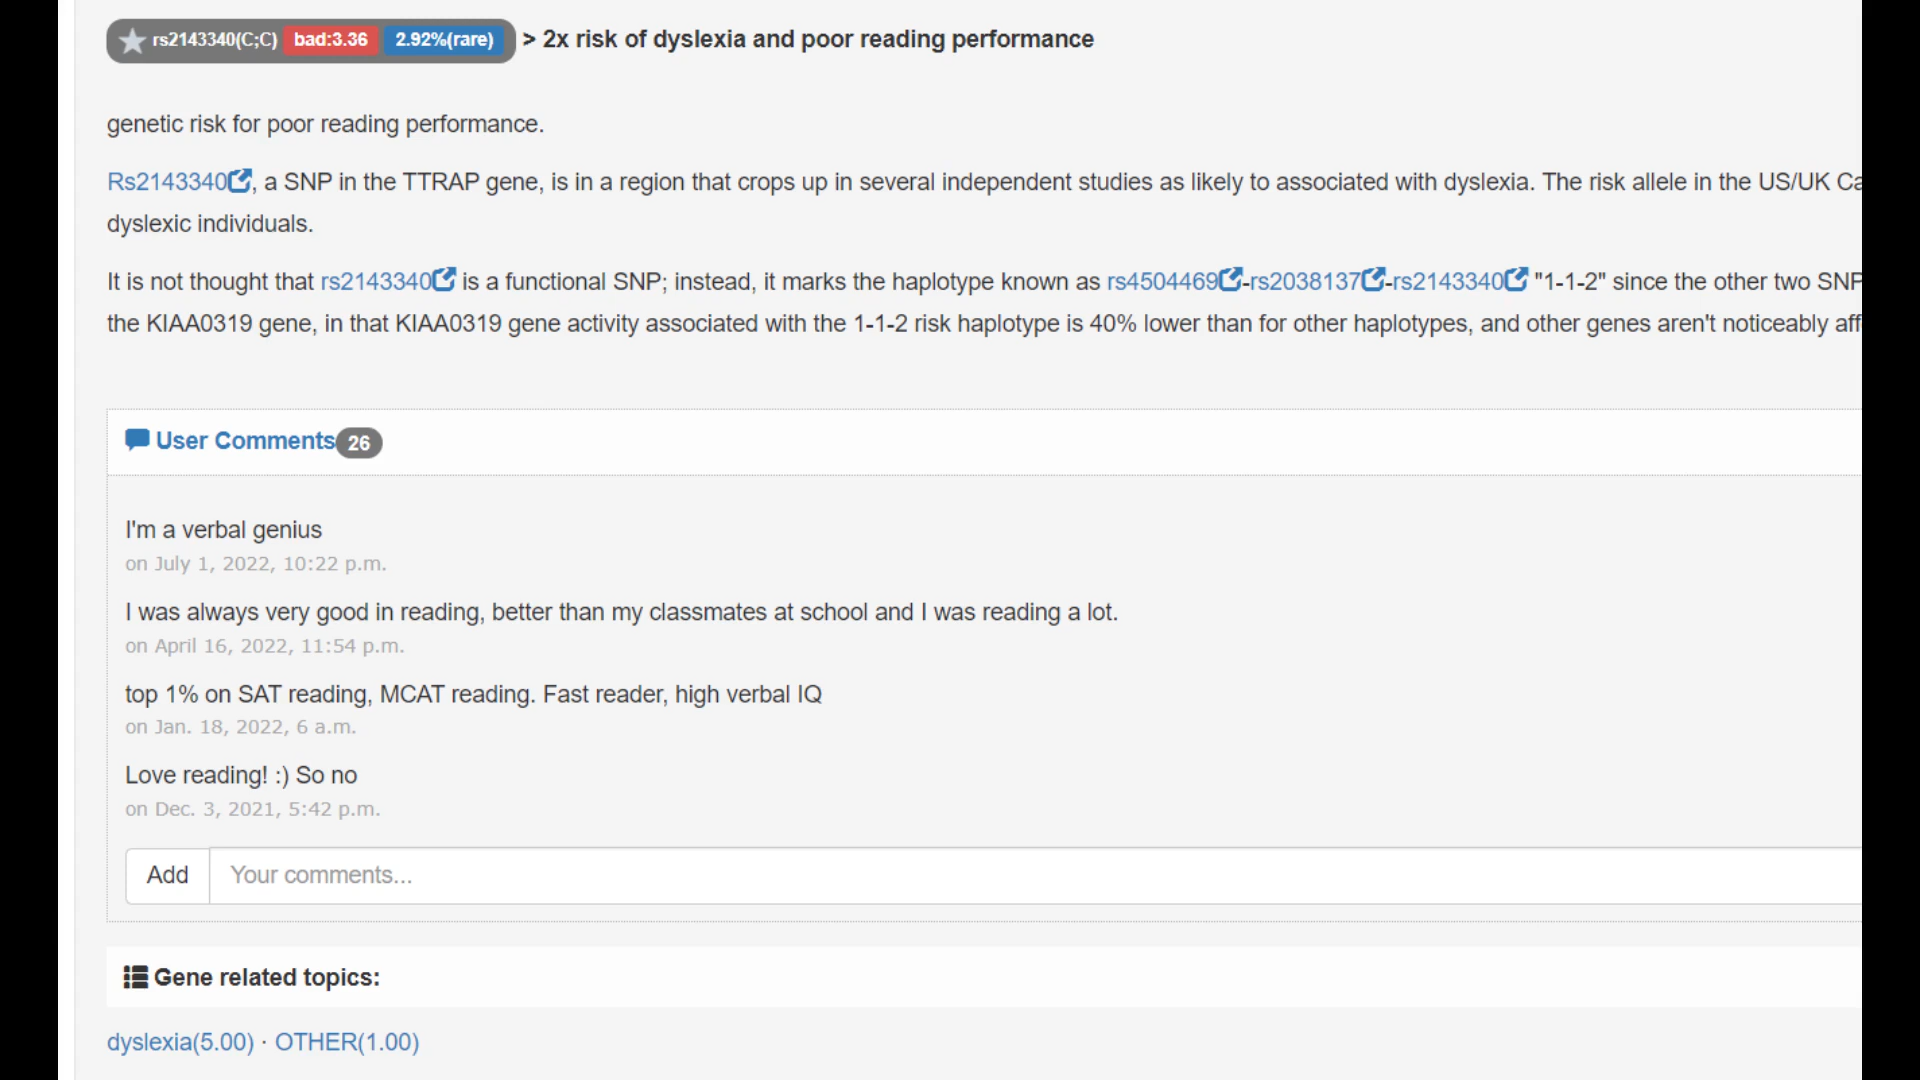 rs2143340(C;C) bad:3.36 2.92%(rare) > 2x risk of dyslexia and poor reading performance
genetic risk for poor reading performance.
Rs2143340, a SNP in the TTRAP gene, is in a region that crops up in several independent studies as likely to associated with dyslexia. The risk allele in the US/UK Ca
dyslexic individuals.
It is not thought that rs2143340 is a functional SNP; instead, it marks the haplotype known as rs4504469-rs2038137-rs2143340 "1-1-2" since the other two SNP
the KIAA0319 gene, in that KIAA0319 gene activity associated with the 1-1-2 risk haplotype is 40% lower than for other haplotypes, and other genes aren't noticeably aff
User Comments 26
I'm a verbal genius
on July 1, 2022, 10:22 p.m.
I was always very good in reading, better than my classmates at school and I was reading a lot.
on April 16, 2022, 11:54 p.m.
top 1% on SAT reading, MCAT reading. Fast reader, high verbal IQ
on Jan. 18, 2022, 6 a.m.
Love reading! :) So no
on Dec. 3, 2021, 5:42 p.m.
Add Your comments...
Gene related topics:
dyslexia(5.00) · OTHER(1.00)